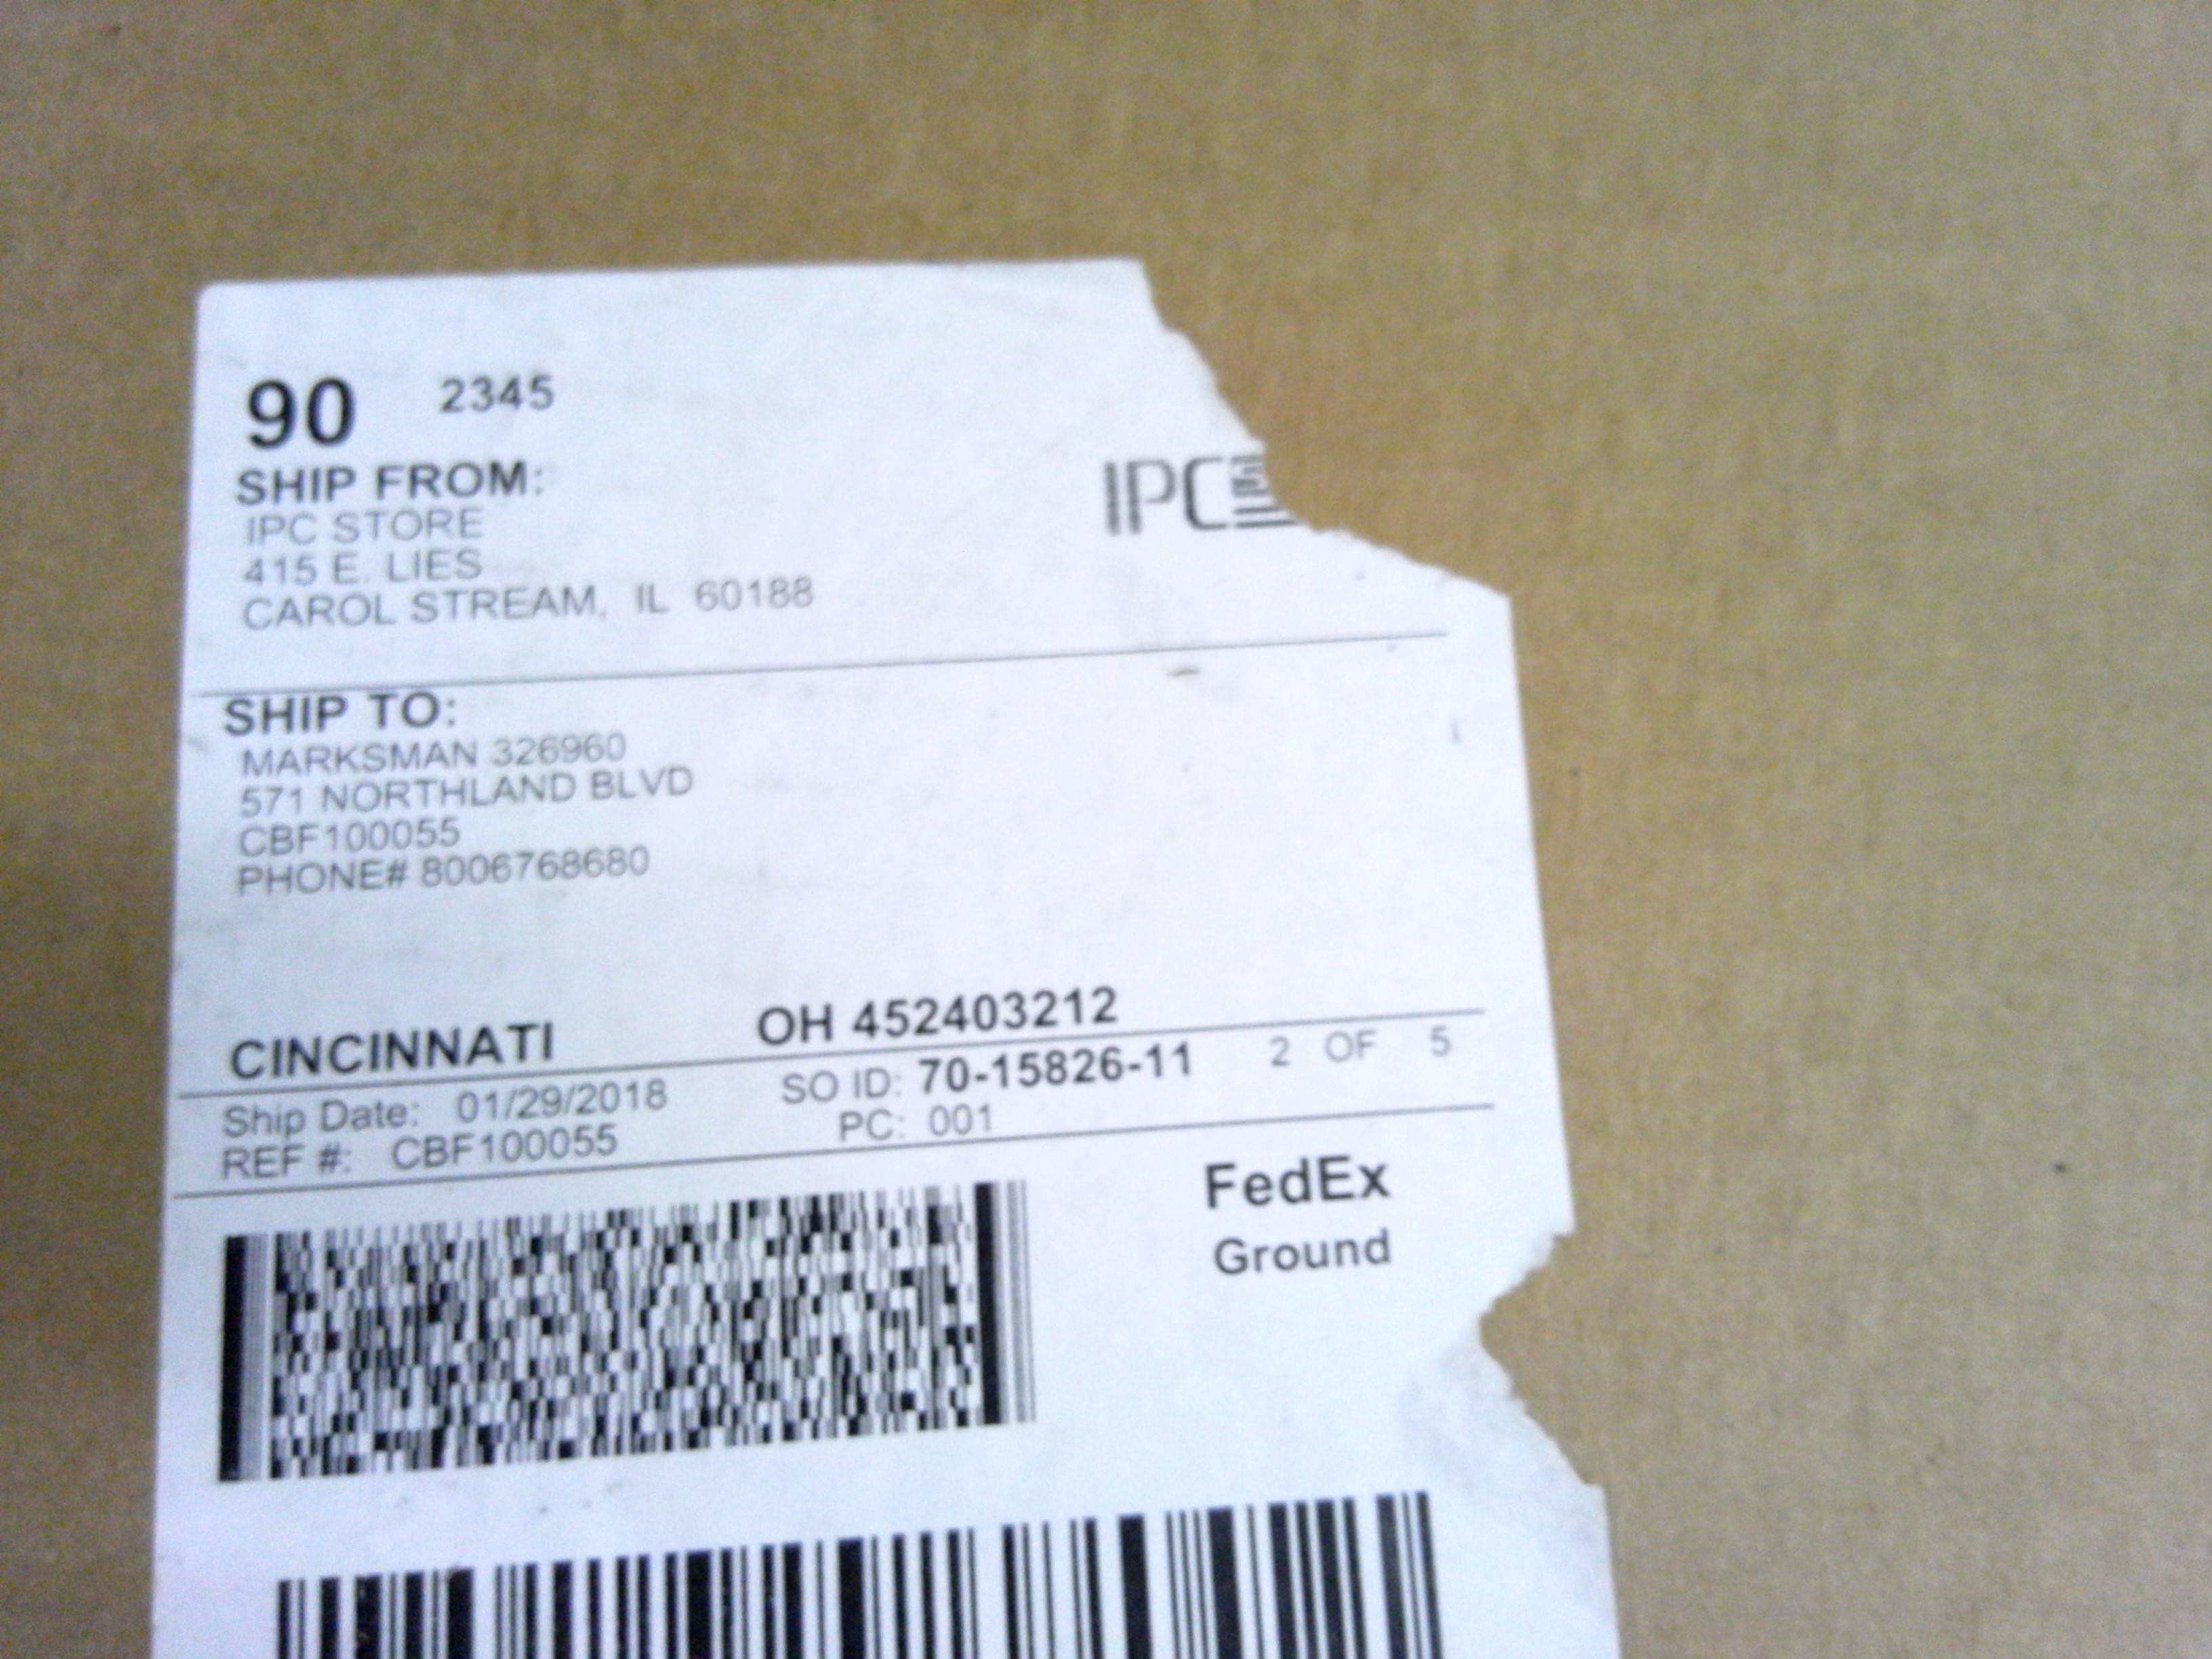 90 2345
SHIP FROM:
IPC STORE
415 E. LIES
CAROL STREAM, IL 60188
IPC
SHIP TO:
MARKSMAN 326960
571 NORTHLAND BLVD
CBF100055
PHONE# 8006768680
CINCINNATI OH 452403212
Ship Date: 01/29/2018 SO ID: 70-15826-11 2 OF 5
REF #: CBF100055 PC: 001
FedEx
Ground